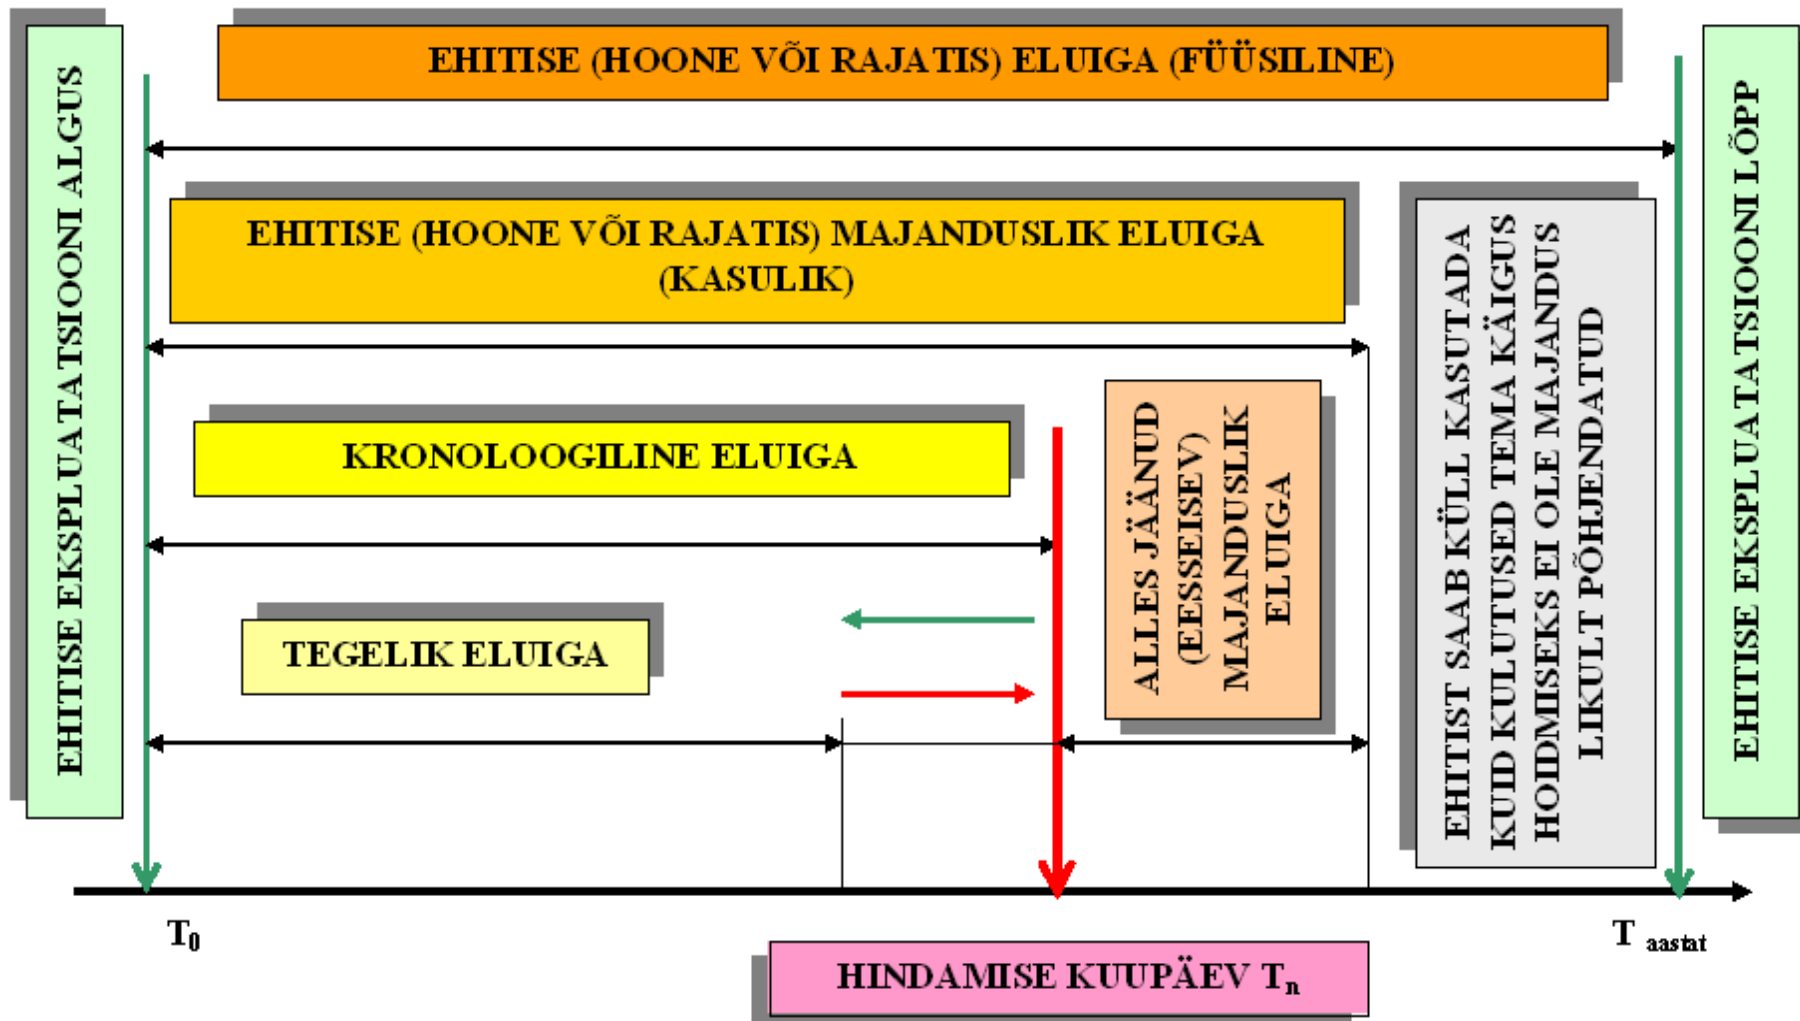 EHITISE EKSPLUATATSIOONI ALGUS
EHITISE (HOONE VÕI RAJATIS) ELUIGA (FÜÜSILINE)
EHITISE (HOONE VÕI RAJATIS) MAJANDUSLIK ELUIGA
(KASULIK)
KRONOLOOGILINE ELUIGA
TEGELIK ELUIGA
ALLES JÄÄNUD
(EESSEISEV)
MAJANDUSLIK
ELUIGA
EHITIST SAAB KÜLL KASUTADA
KUID KULUTUSED TEMA KÄIGUS
HOIDMISEKS EI OLE MAJANDUS
LIKULT PÕHJENDATUD
EHITISE EKSPLUATATSIOONI LÕPP
T0
T aastat
HINDAMISE KUUPÄEV Tn